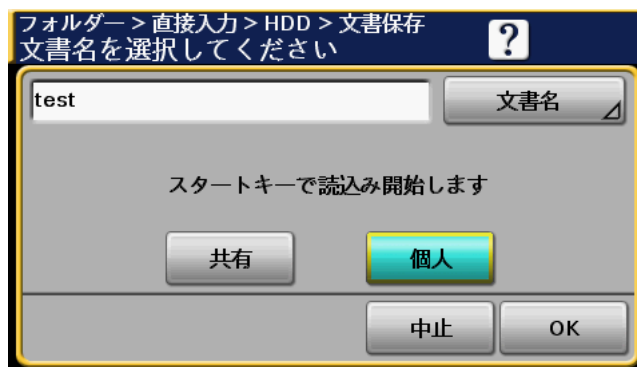 フォルダー > 直接入力 > HDD > 文書保存
文書名を選択してください
?
test
文書名
スタートキーで読込み開始します
共有
個人
中止
OK